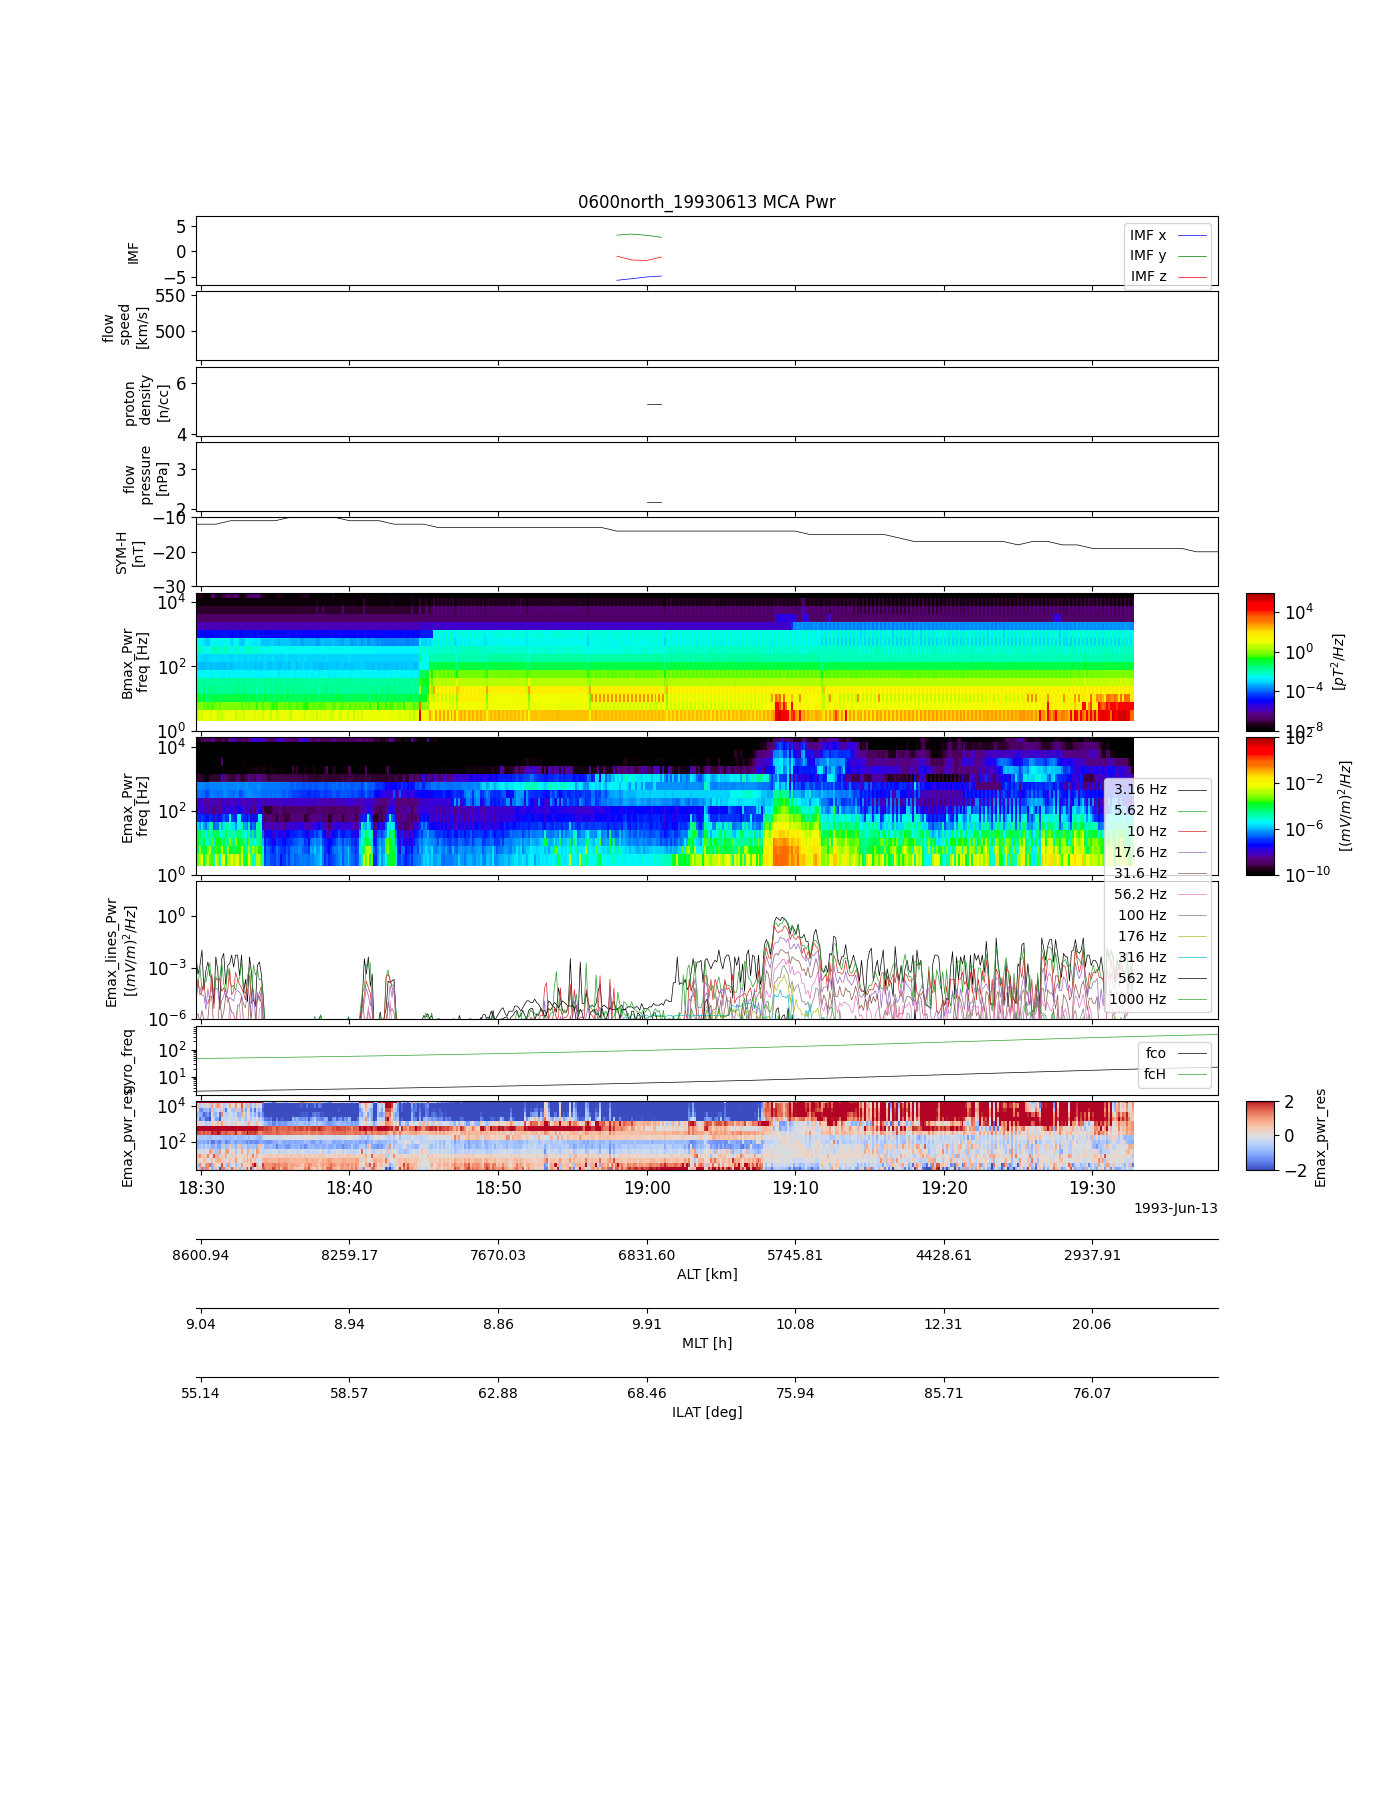 0600north_19930613 MCA Pwr
IMF
5
0
−5
IMF x
IMF y
IMF z
flow
speed
[km/s]
550
500
proton
density
[n/cc]
6
4
flow
pressure
[nPa]
3
2
SYM-H
[nT]
−10
−20
−30
Bmax_Pwr
freq [Hz]
10^4
10^2
10^0
10^4
10^0
10^−4
10^−8
[pT^2/Hz]
Emax_Pwr
freq [Hz]
10^4
10^2
10^0
10^2
10^−2
10^−6
10^−10
[(mV/m)^2/Hz]
3.16 Hz
5.62 Hz
10 Hz
17.6 Hz
31.6 Hz
56.2 Hz
100 Hz
176 Hz
316 Hz
562 Hz
1000 Hz
Emax_lines_Pwr
[(mV/m)^2/Hz]
10^0
10^−3
10^−6
gyro_freq
10^2
10^1
fco
fcH
Emax_pwr_res
10^4
10^2
2
0
−2
Emax_pwr_res
18:30 18:40 18:50 19:00 19:10 19:20 19:30
1993-Jun-13
8600.94 8259.17 7670.03 6831.60 5745.81 4428.61 2937.91
ALT [km]
9.04 8.94 8.86 9.91 10.08 12.31 20.06
MLT [h]
55.14 58.57 62.88 68.46 75.94 85.71 76.07
ILAT [deg]